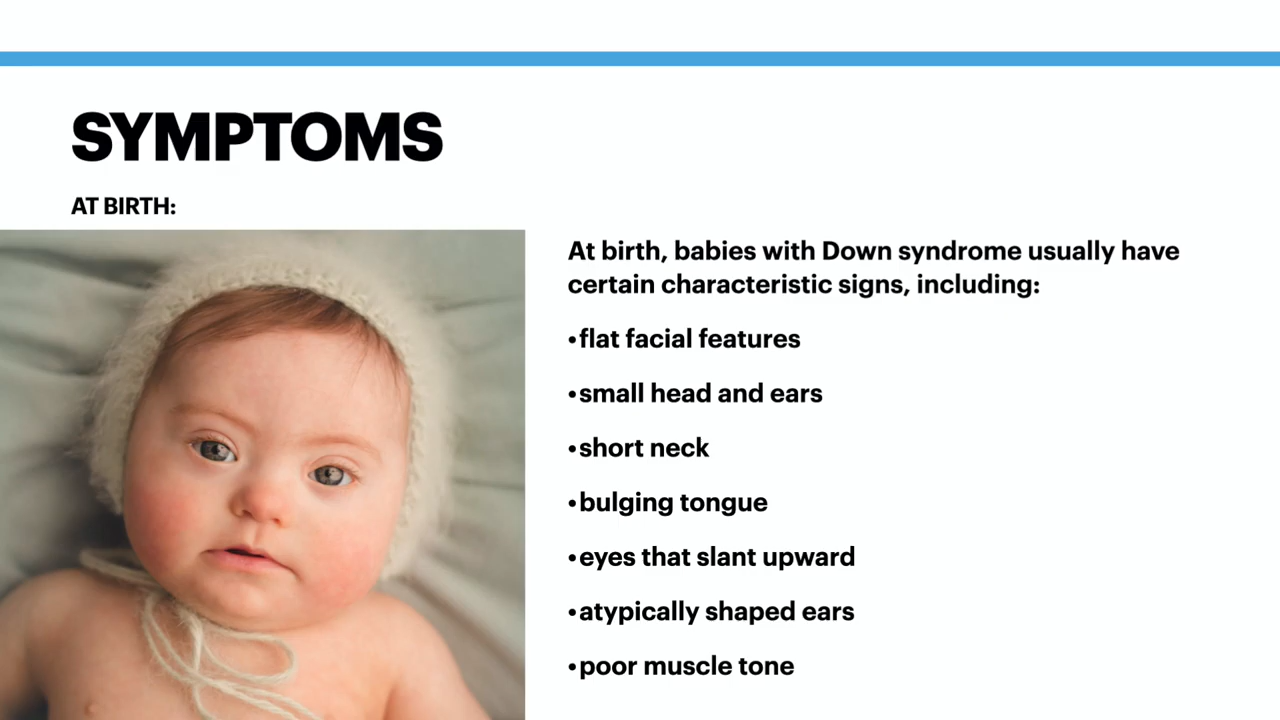 SYMPTOMS
AT BIRTH:
At birth, babies with Down syndrome usually have
certain characteristic signs, including:
•flat facial features
•small head and ears
•short neck
•bulging tongue
•eyes that slant upward
•atypically shaped ears
•poor muscle tone